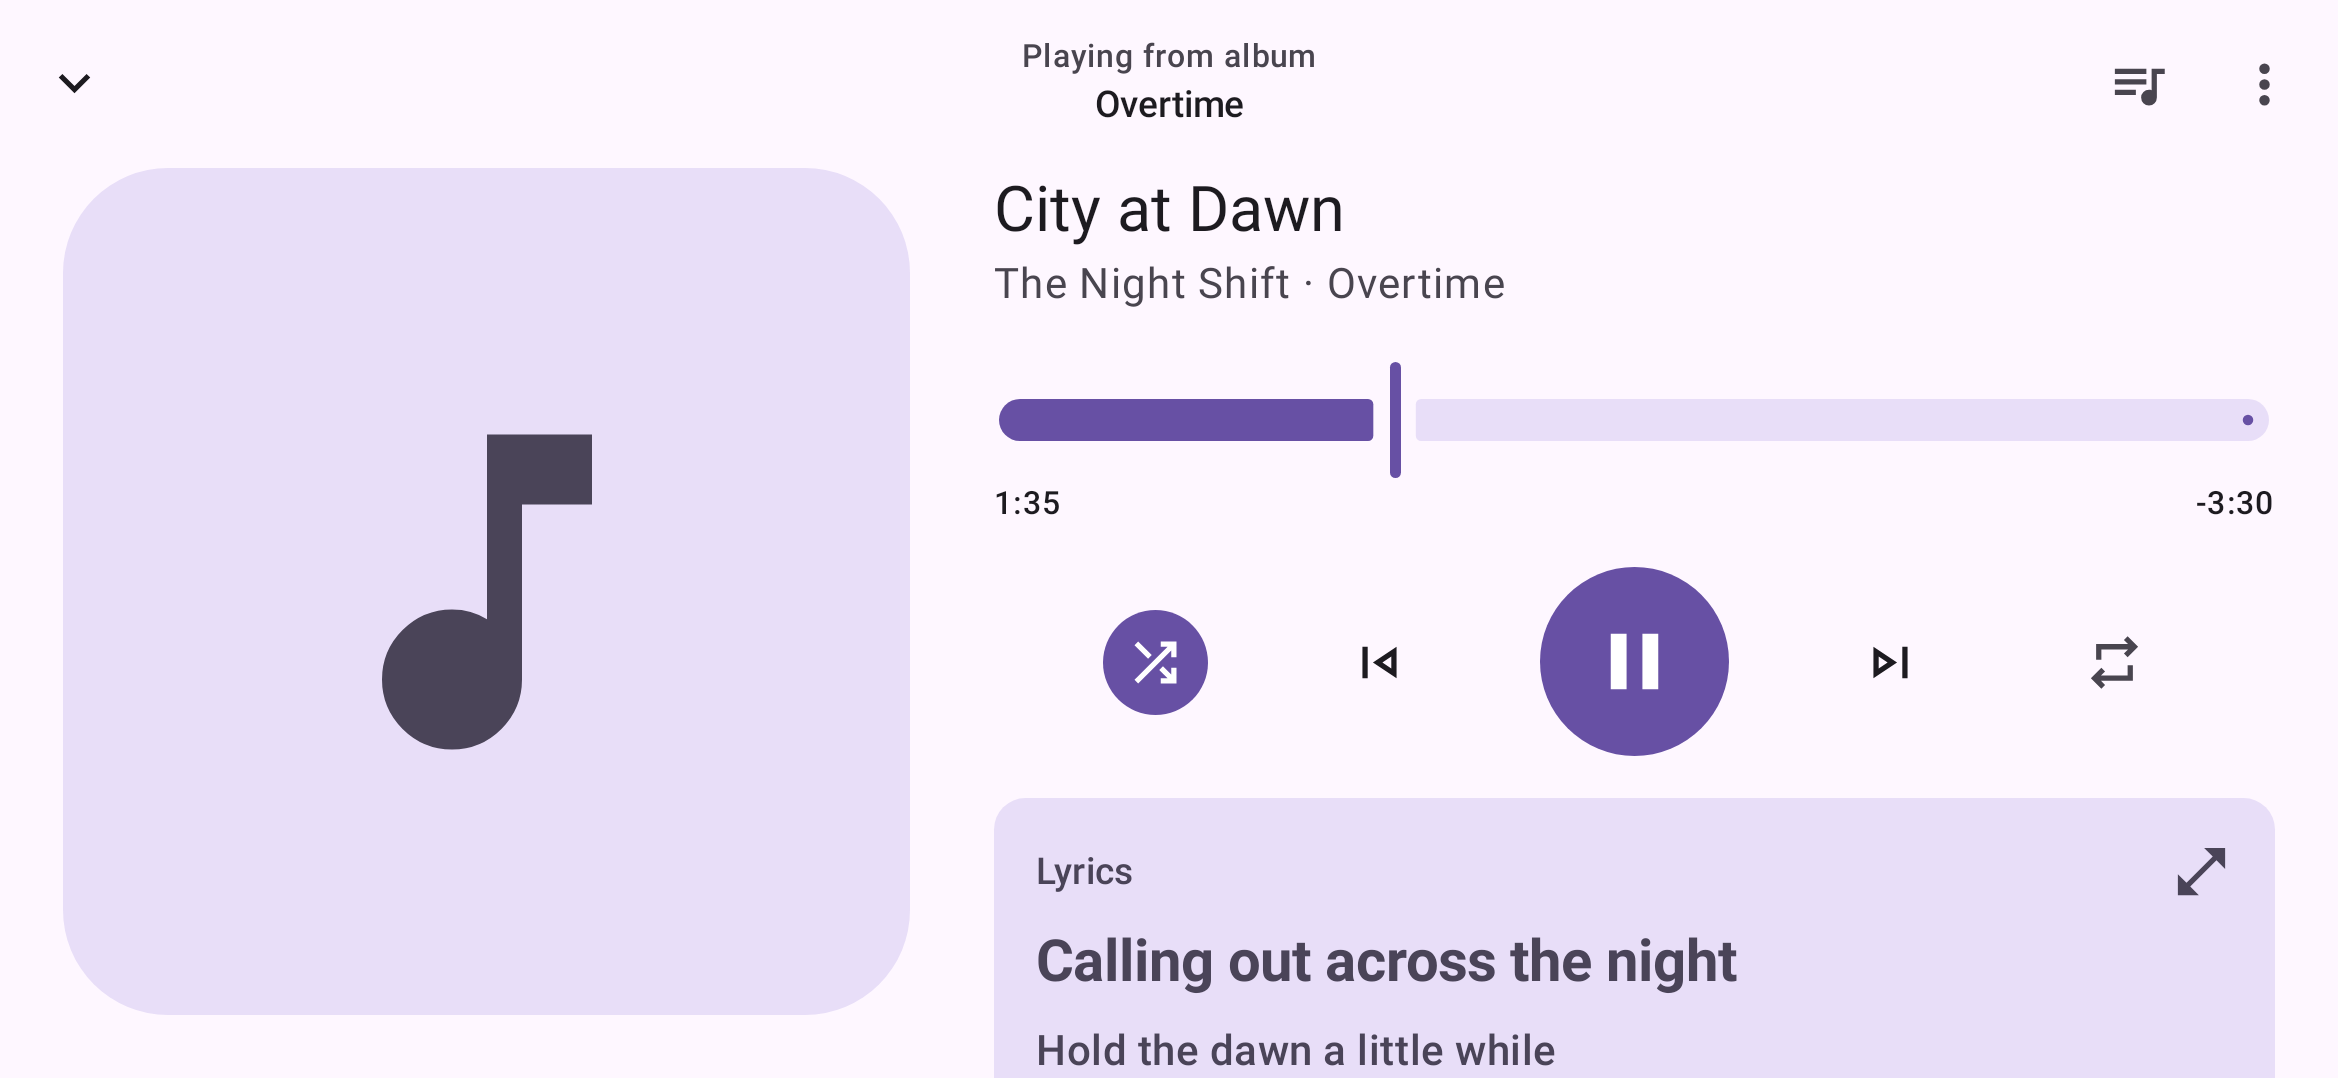 Playing from album
Overtime
City at Dawn
The Night Shift · Overtime
1:35
-3:30
Lyrics
Calling out across the night
Hold the dawn a little while